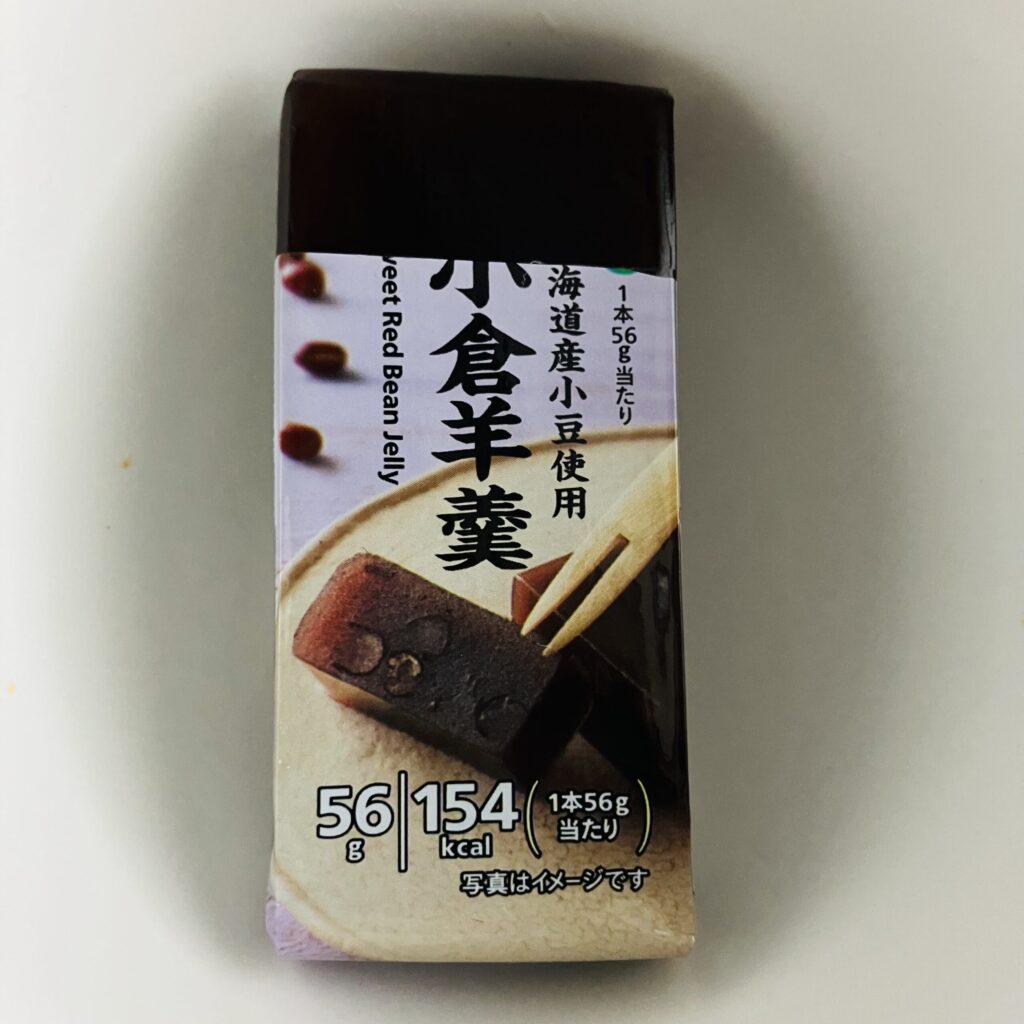 1本56g当たり
海道産小豆使用
小倉羊羹
Red Bean Jelly
56g
154kcal
(1本56g
当たり)
写真はイメージです